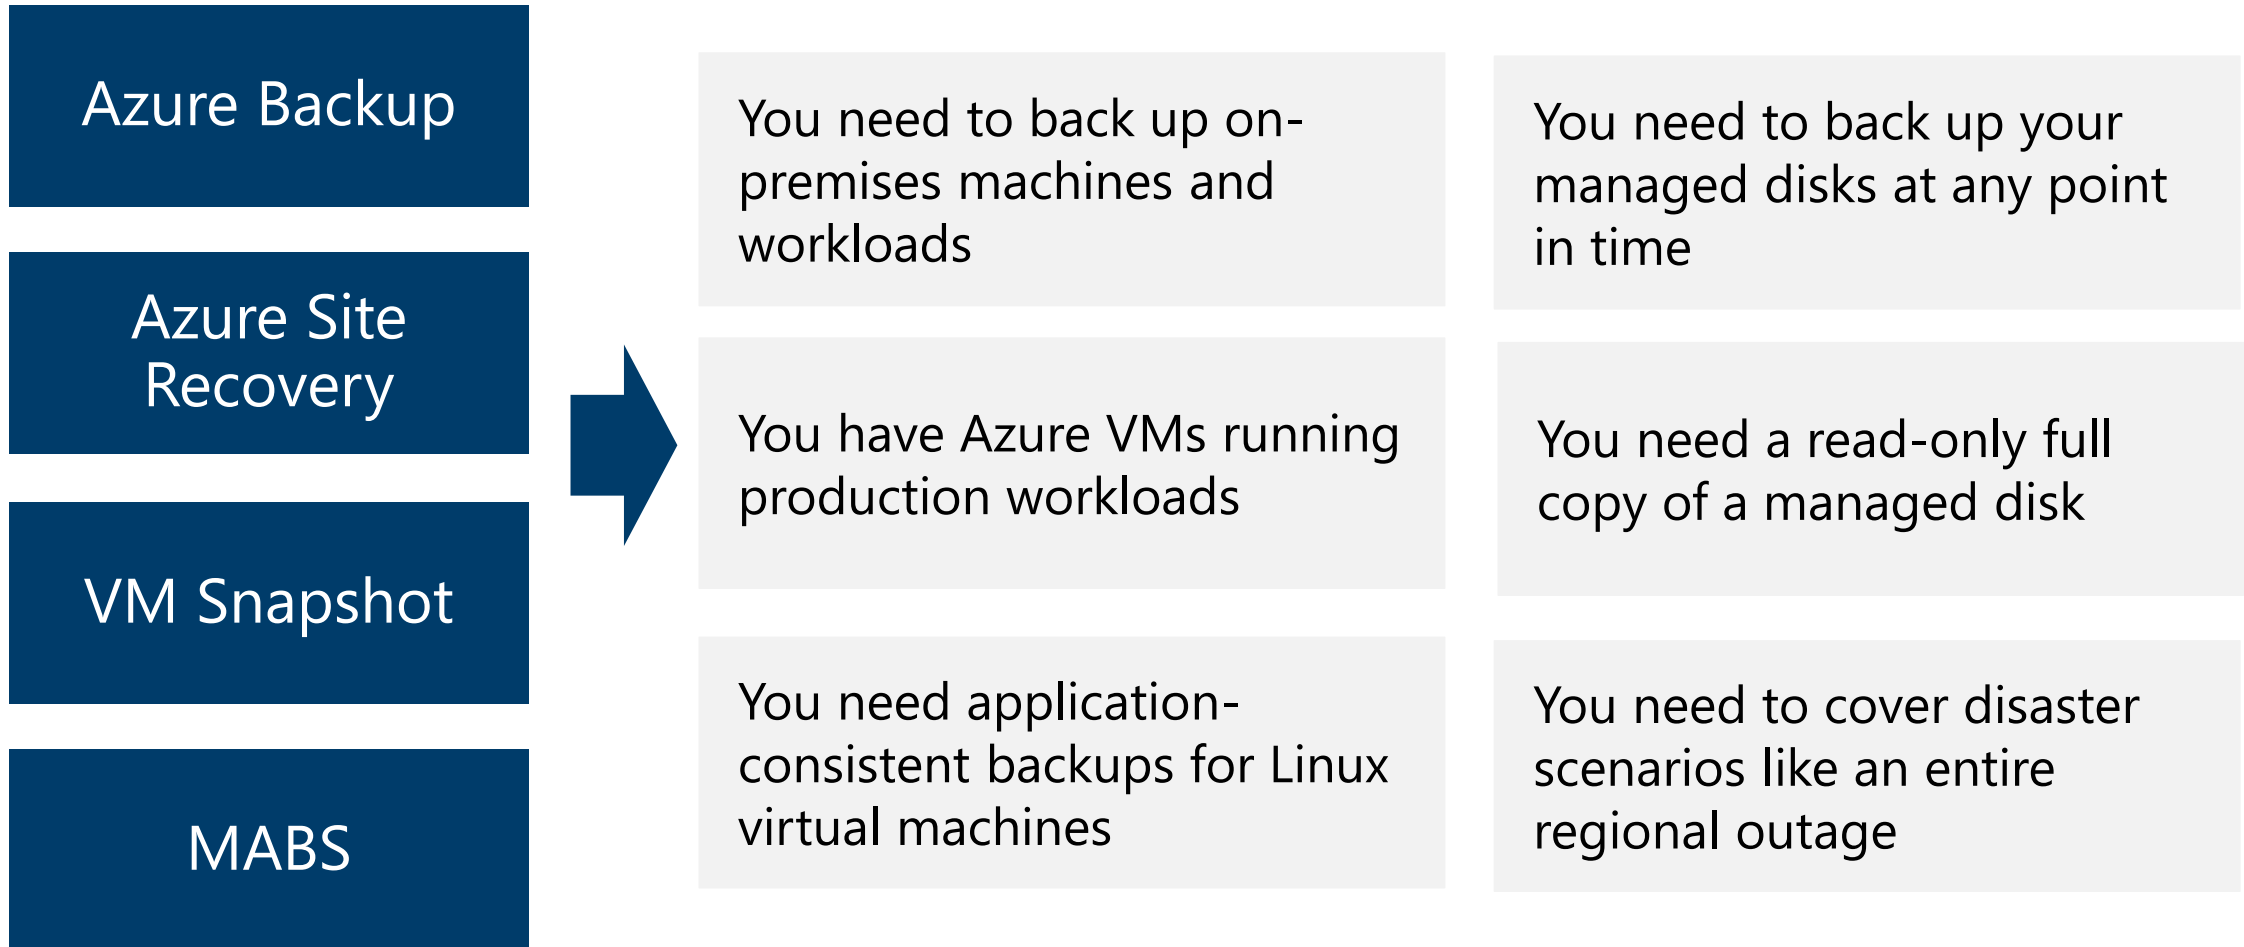 Azure Backup
Azure Site
Recovery
VM Snapshot
MABS
You need to back up on-
premises machines and
workloads
You have Azure VMs running
production workloads
You need application-
consistent backups for Linux
virtual machines
You need to back up your
managed disks at any point
in time
You need a read-only full
copy of a managed disk
You need to cover disaster
scenarios like an entire
regional outage